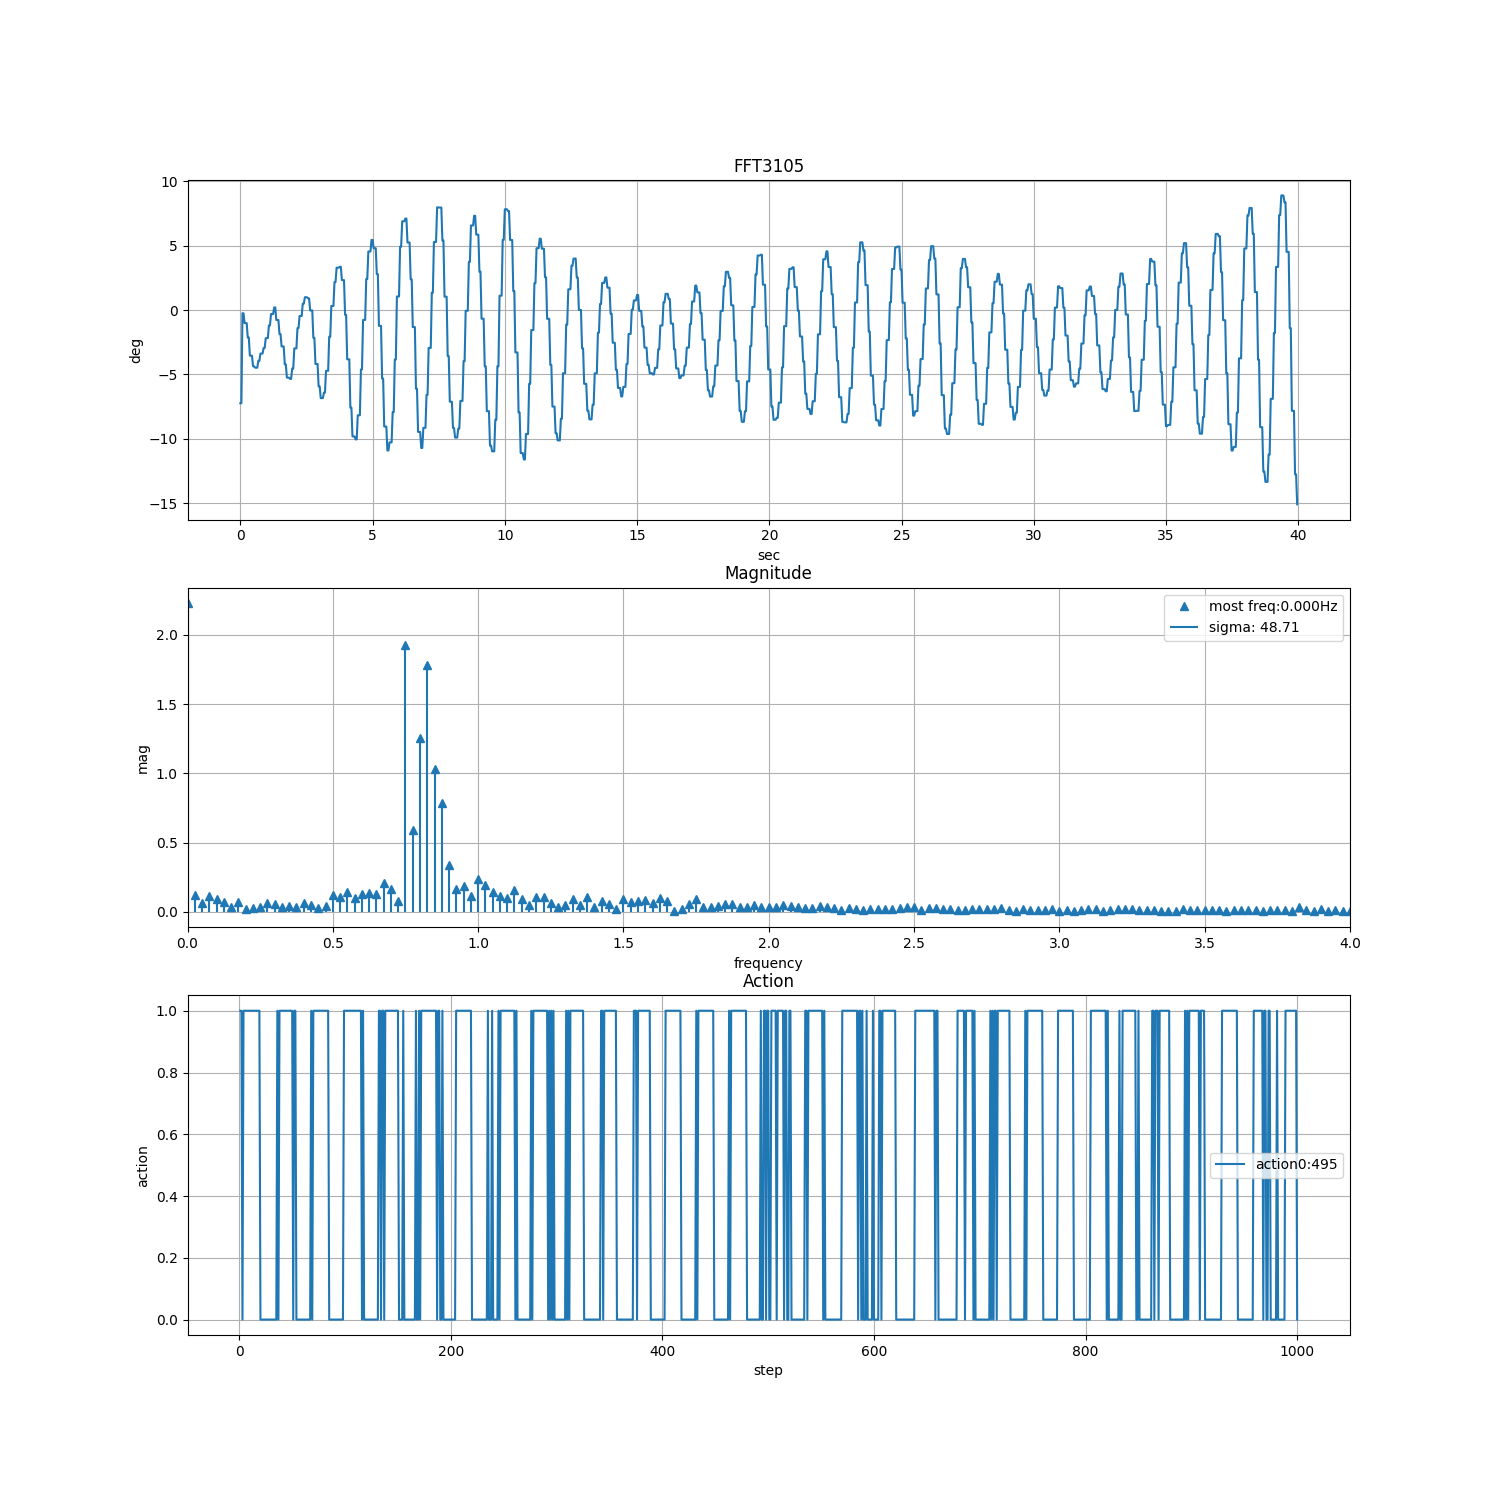 FFT3105
10
5
0
−5
−10
−15
deg
0 5 10 15 20 25 30 35 40
sec
Magnitude
most freq:0.000Hz
sigma: 48.71
2.0
1.5
1.0
0.5
0.0
mag
0.0 0.5 1.0 1.5 2.0 2.5 3.0 3.5 4.0
frequency
Action
1.0
0.8
0.6
0.4
0.2
0.0
action
action0:495
0 200 400 600 800 1000
step